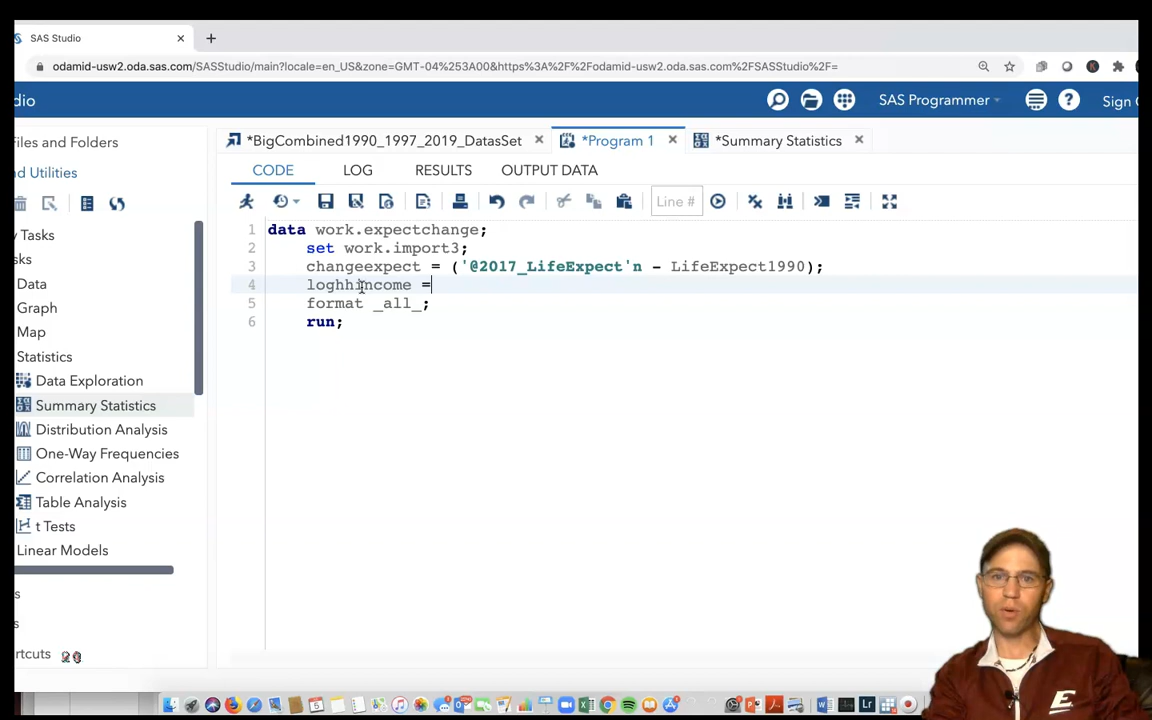 SAS Studio
odamid-usw2.oda.sas.com/SASStudio/main?locale=en_US&zone=GMT-04%253A00&https%3A%2F%2Fodamid-usw2.oda.sas.com%2FSASStudio%2F=
dio
SAS Programmer
Sign
Files and Folders
*BigCombined1990_1997_2019_DatasSet
*Program 1
*Summary Statistics
d Utilities
CODE
LOG
RESULTS
OUTPUT DATA
Line #
y Tasks
sks
Data
Graph
Map
Statistics
Data Exploration
Summary Statistics
Distribution Analysis
One-Way Frequencies
Correlation Analysis
Table Analysis
t Tests
Linear Models
s
s
rtcuts
1 data work.expectchange;
2 set work.import3;
3 changeexpect = ('@2017_LifeExpect'n - LifeExpect1990);
4 loghhincome =
5 format _all_;
6 run;
E